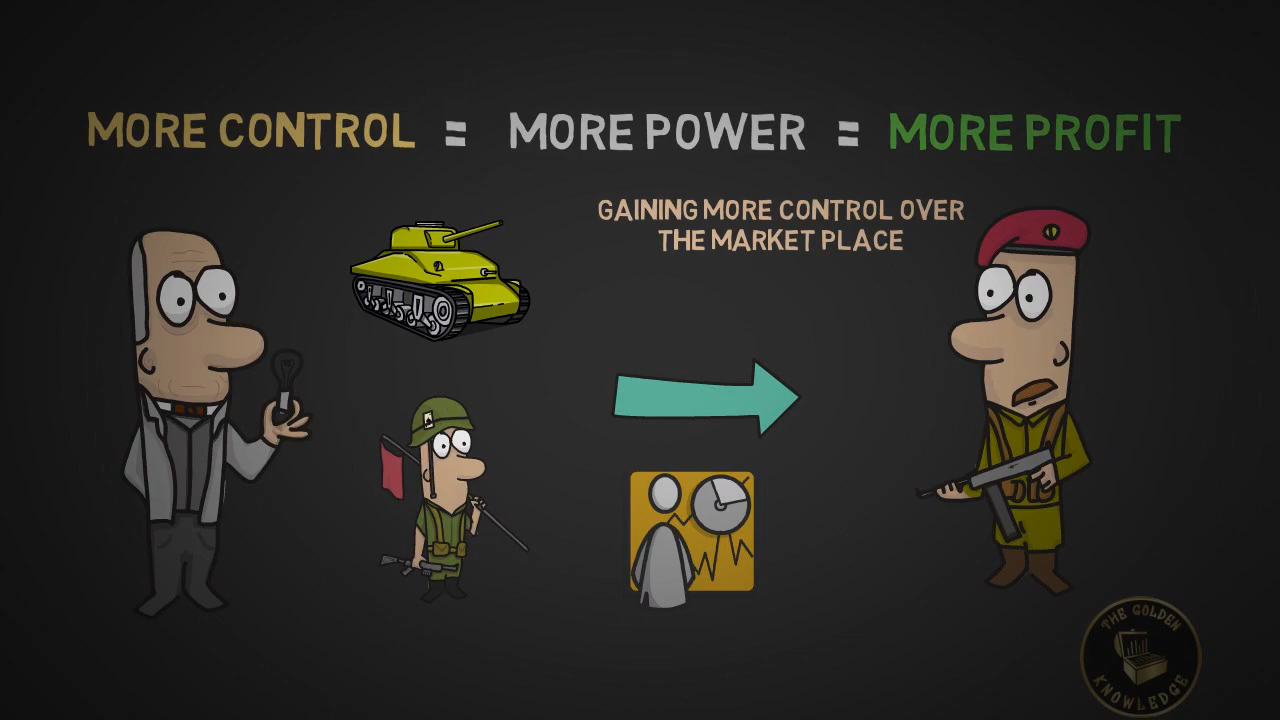 MORE CONTROL = MORE POWER = MORE PROFIT
GAINING MORE CONTROL OVER
THE MARKET PLACE
THE GOLDEN
KNOWLEDGE